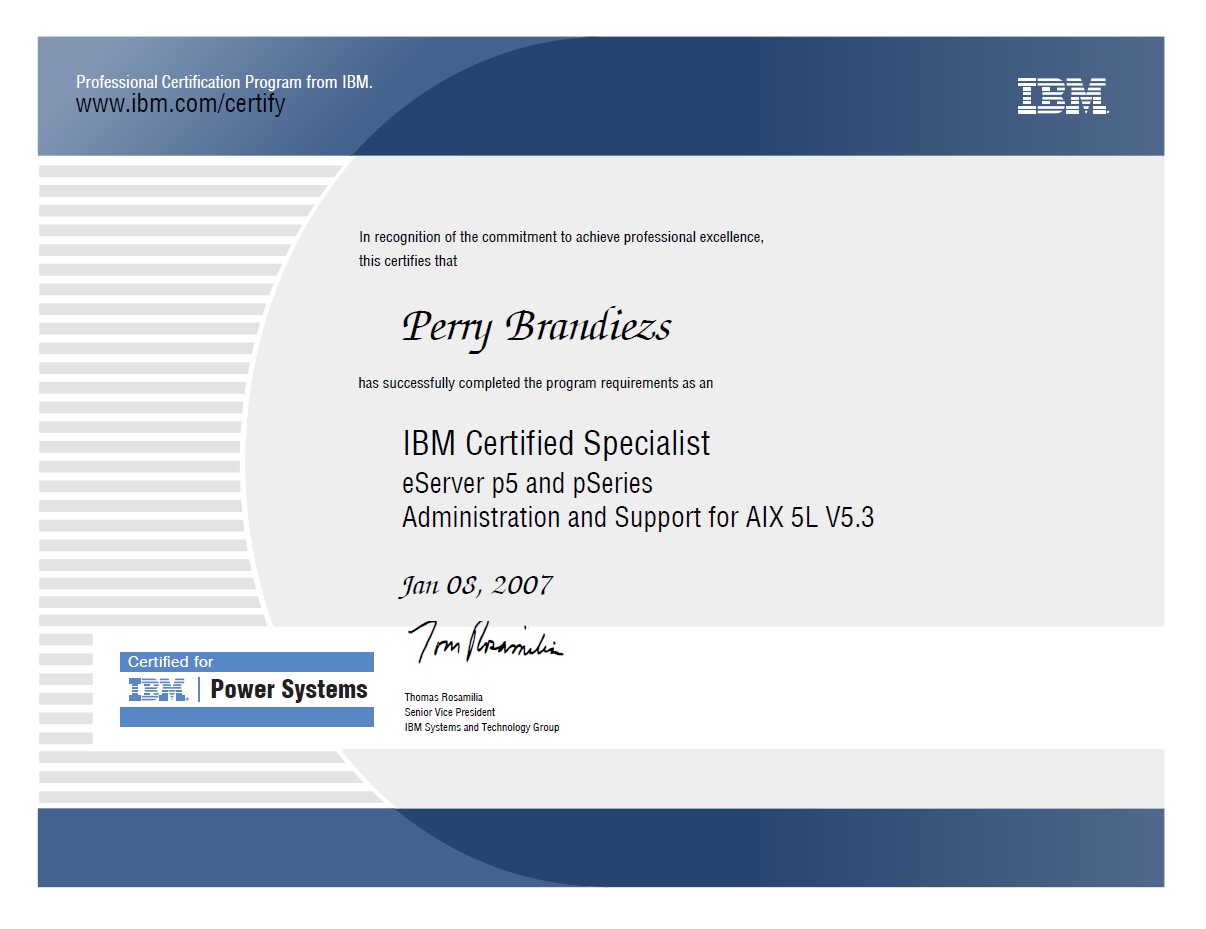 Professional Certification Program from IBM.
www.ibm.com/certify
IBM
In recognition of the commitment to achieve professional excellence,
this certifies that
Perry Brandiezs
has successfully completed the program requirements as an
IBM Certified Specialist
eServer p5 and pSeries
Administration and Support for AIX 5L V5.3
Jan 08, 2007
Tom Rosamilia
Certified for
IBM | Power Systems
Thomas Rosamilia
Senior Vice President
IBM Systems and Technology Group